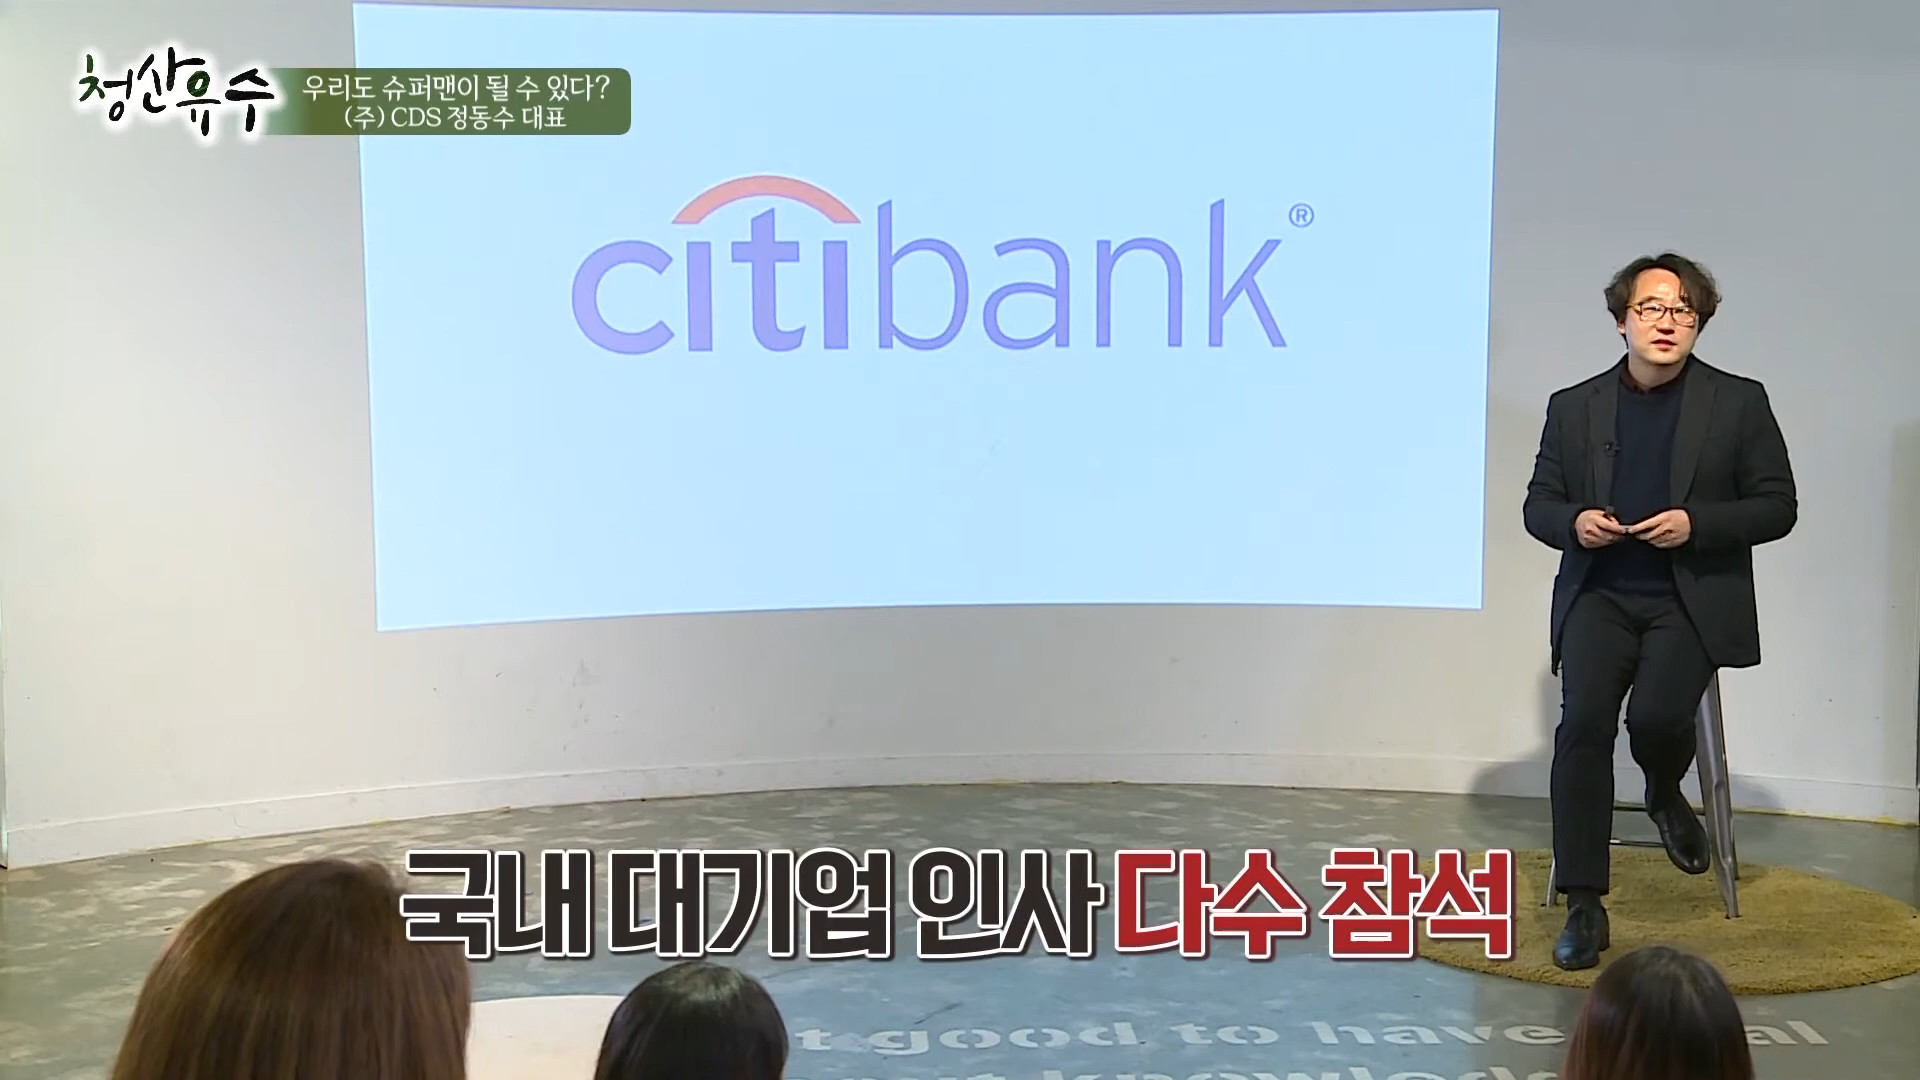 청산유수
우리도 슈퍼맨이 될 수 있다?
(주) CDS 정동수 대표
citibank®
국내 대기업 인사 다수 참석
good to have